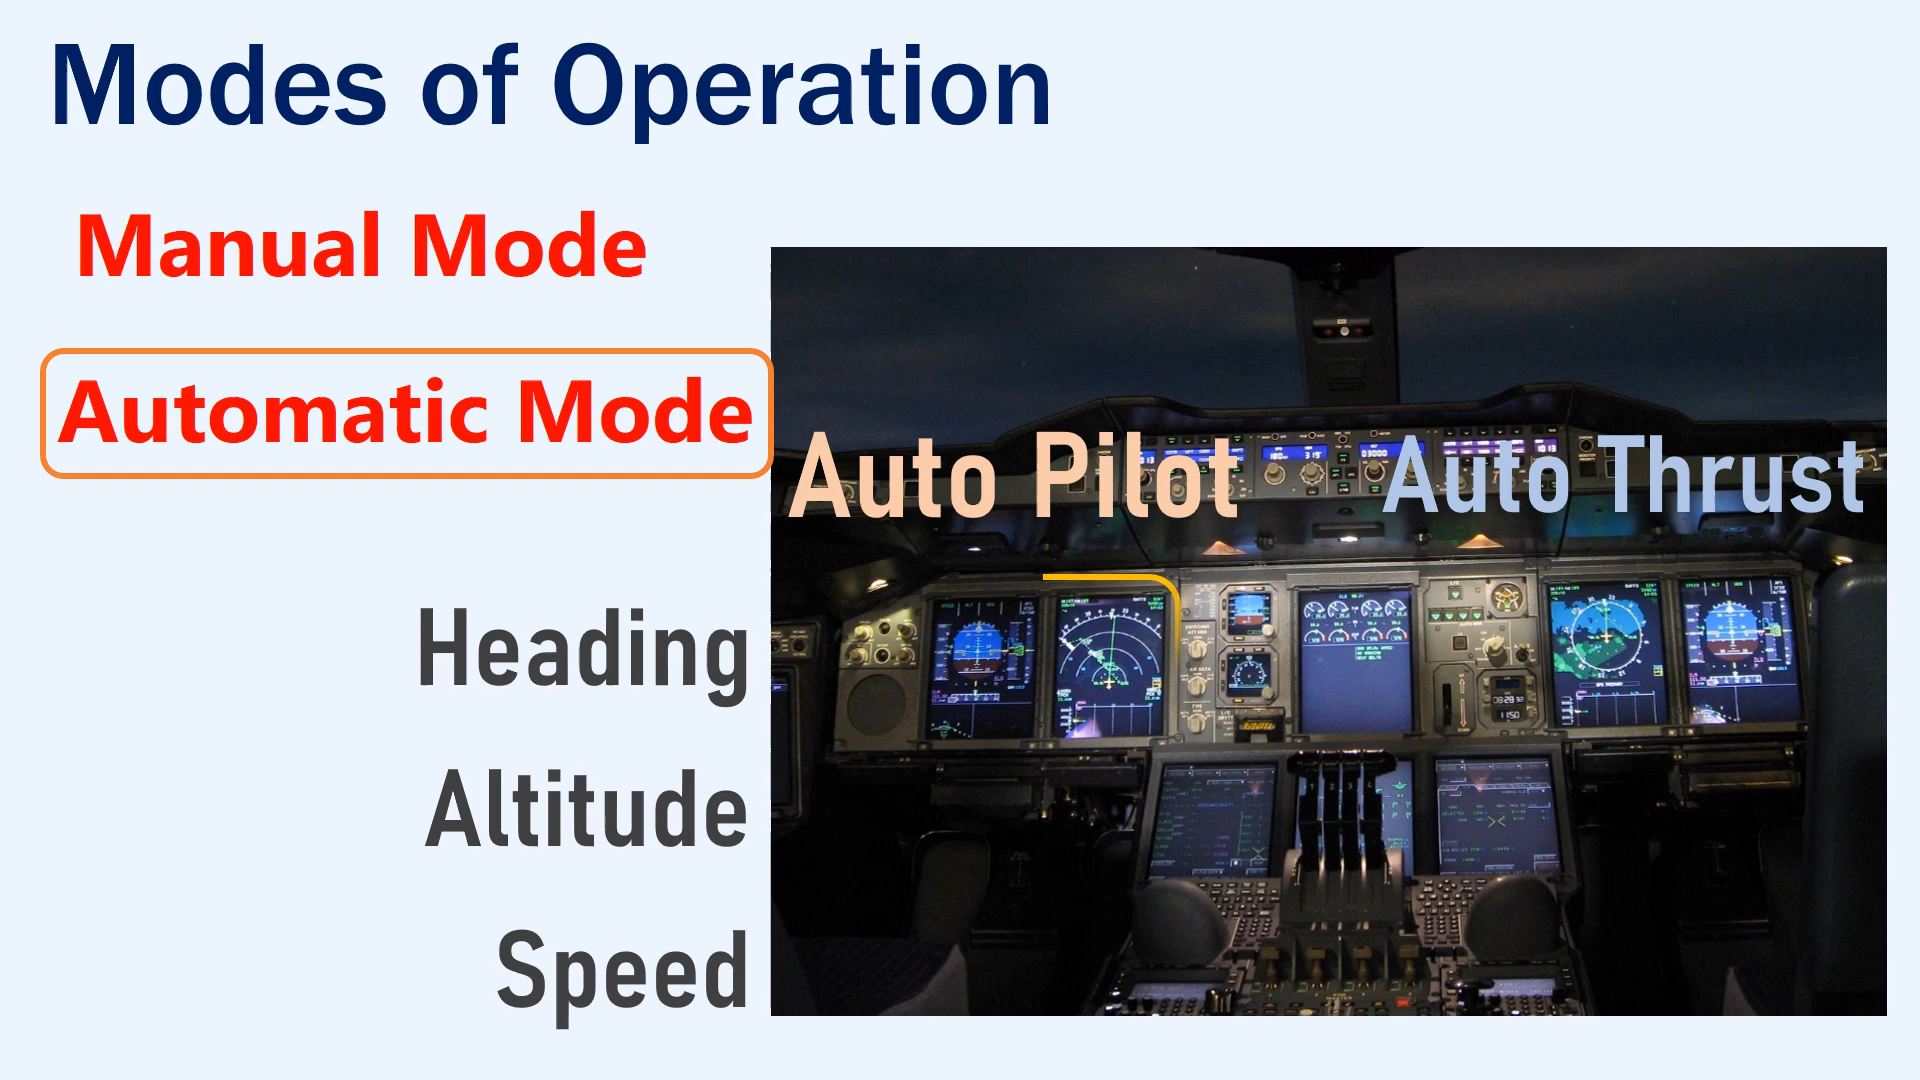 Modes of Operation
Manual Mode
Automatic Mode
Auto Pilot
Auto Thrust
Heading
Altitude
Speed